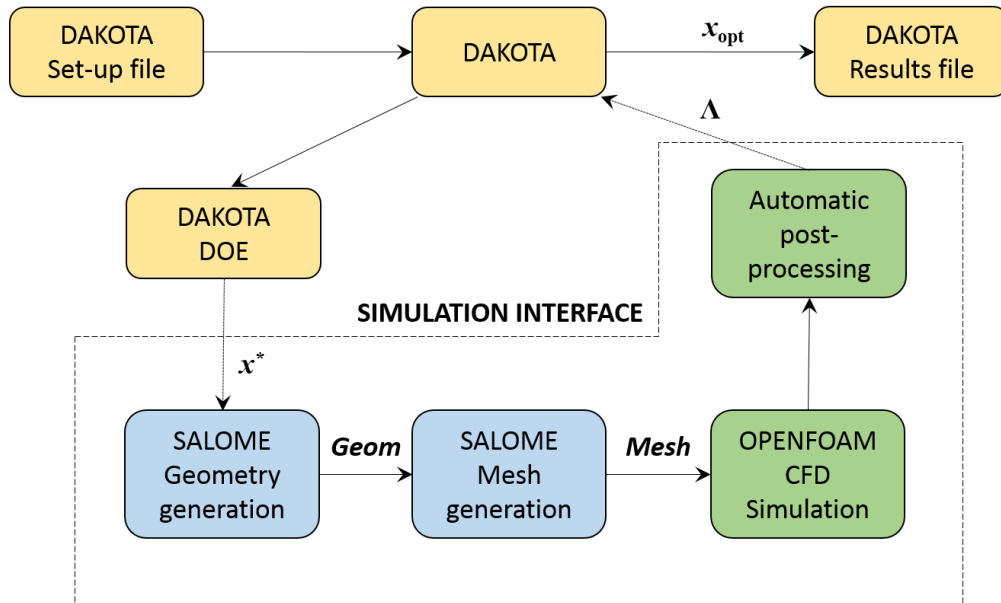 DAKOTA
Set-up file
DAKOTA
x_opt
DAKOTA
Results file
Λ
DAKOTA
DOE
Automatic
post-
processing
SIMULATION INTERFACE
x*
SALOME
Geometry
generation
Geom
SALOME
Mesh
generation
Mesh
OPENFOAM
CFD
Simulation